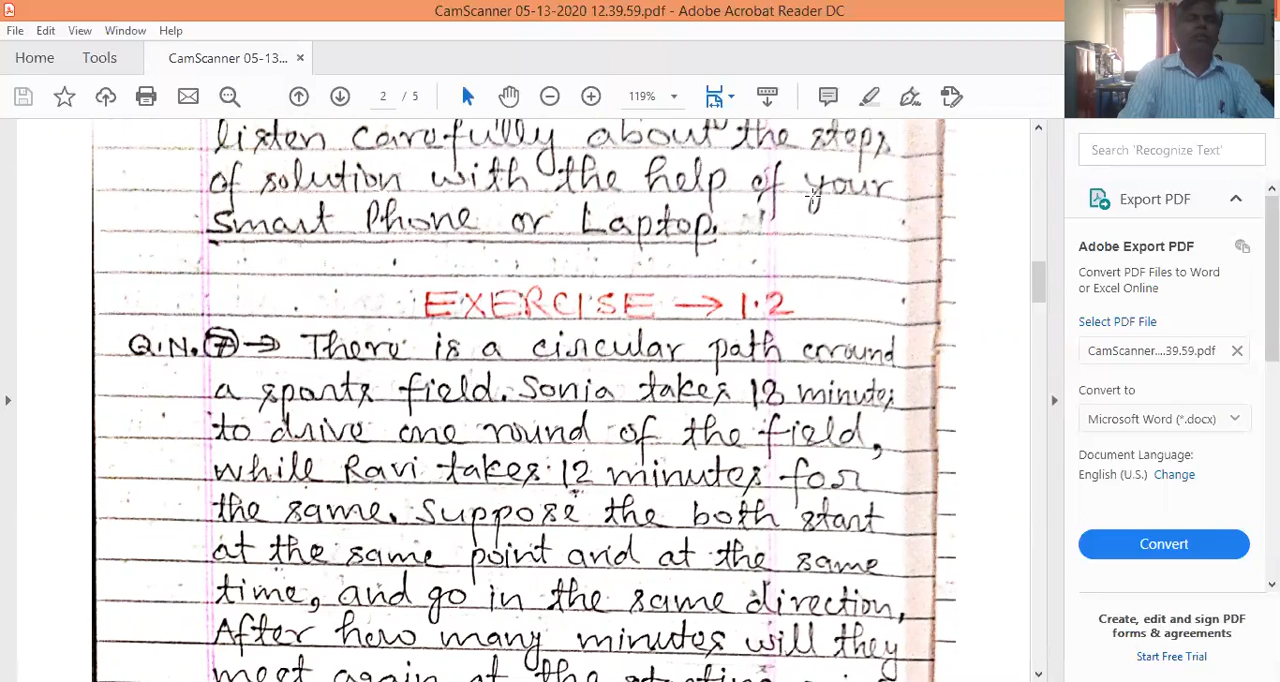 CamScanner 05-13-2020 12.39.59.pdf - Adobe Acrobat Reader DC
File Edit View Window Help
Home Tools CamScanner 05-13... ×
2 / 5 119%
listen carefully about the steps
of solution with the help of your
Smart Phone or Laptop.
EXERCISE → 1.2
Q.N. 7 → There is a circular path around
a sports field. Sonia takes 18 minutes
to drive one round of the field,
while Ravi takes 12 minutes for
the same. Suppose the both start
at the same point and at the same
time, and go in the same direction,
After how many minutes will they
meet again at the starting
Search 'Recognize Text'
Export PDF
Adobe Export PDF
Convert PDF Files to Word
or Excel Online
Select PDF File
CamScanner....39.59.pdf ×
Convert to
Microsoft Word (*.docx)
Document Language:
English (U.S.) Change
Convert
Create, edit and sign PDF
forms & agreements
Start Free Trial